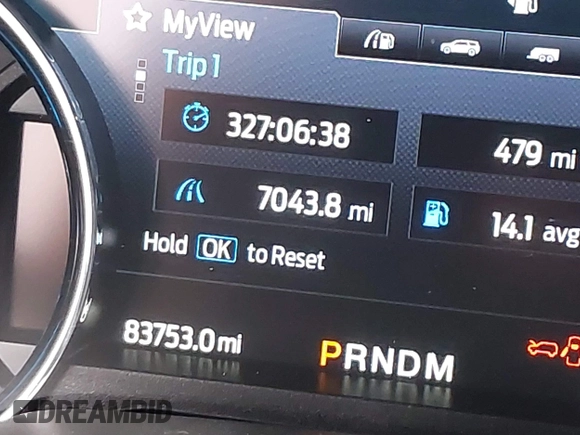 MyView
Trip 1
327:06:38
479 mi
7043.8 mi
14.1 avg
Hold OK to Reset
83753.0 mi
PRNDM
DREAMBID